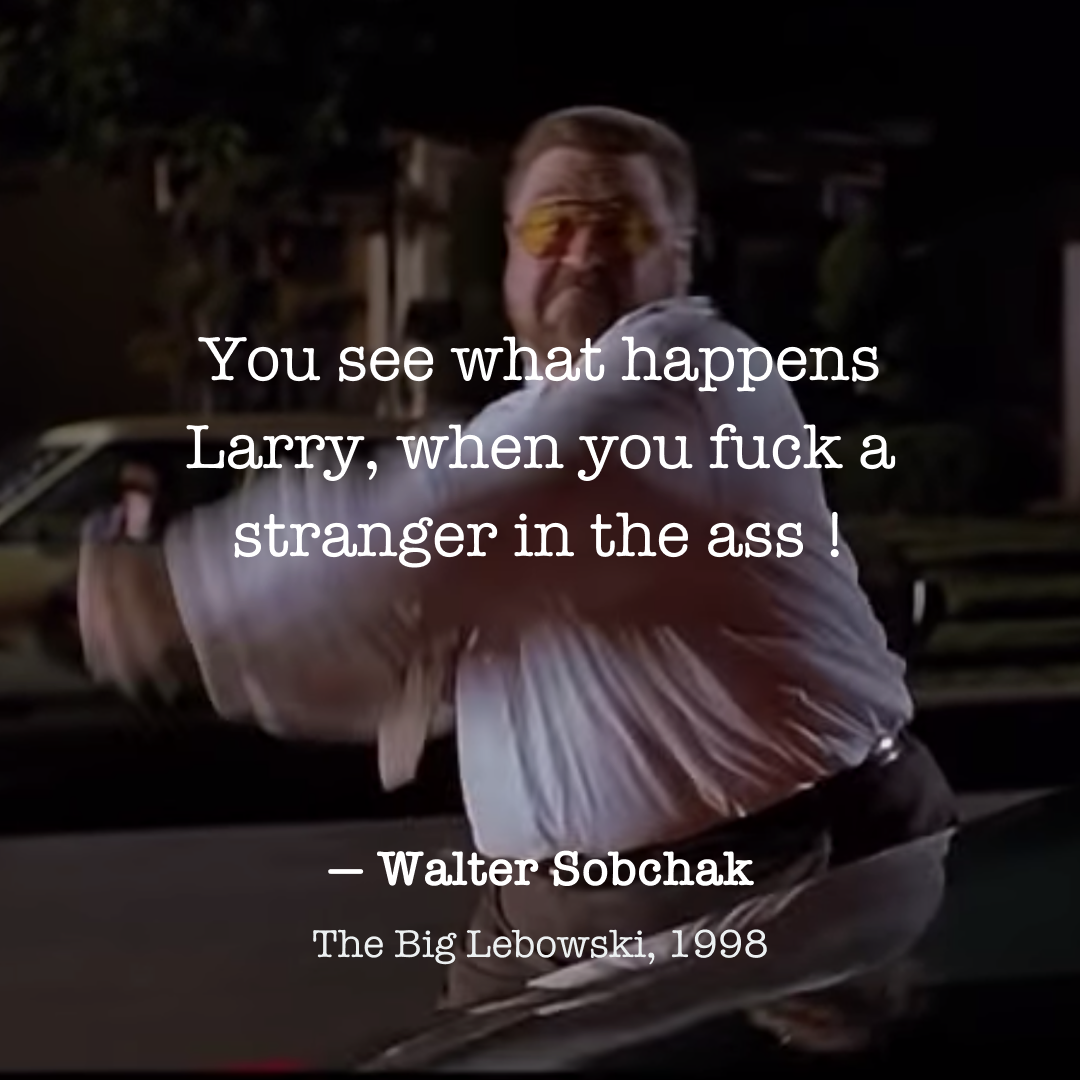 You see what happens
Larry, when you fuck a
stranger in the ass !
— Walter Sobchak
The Big Lebowski, 1998